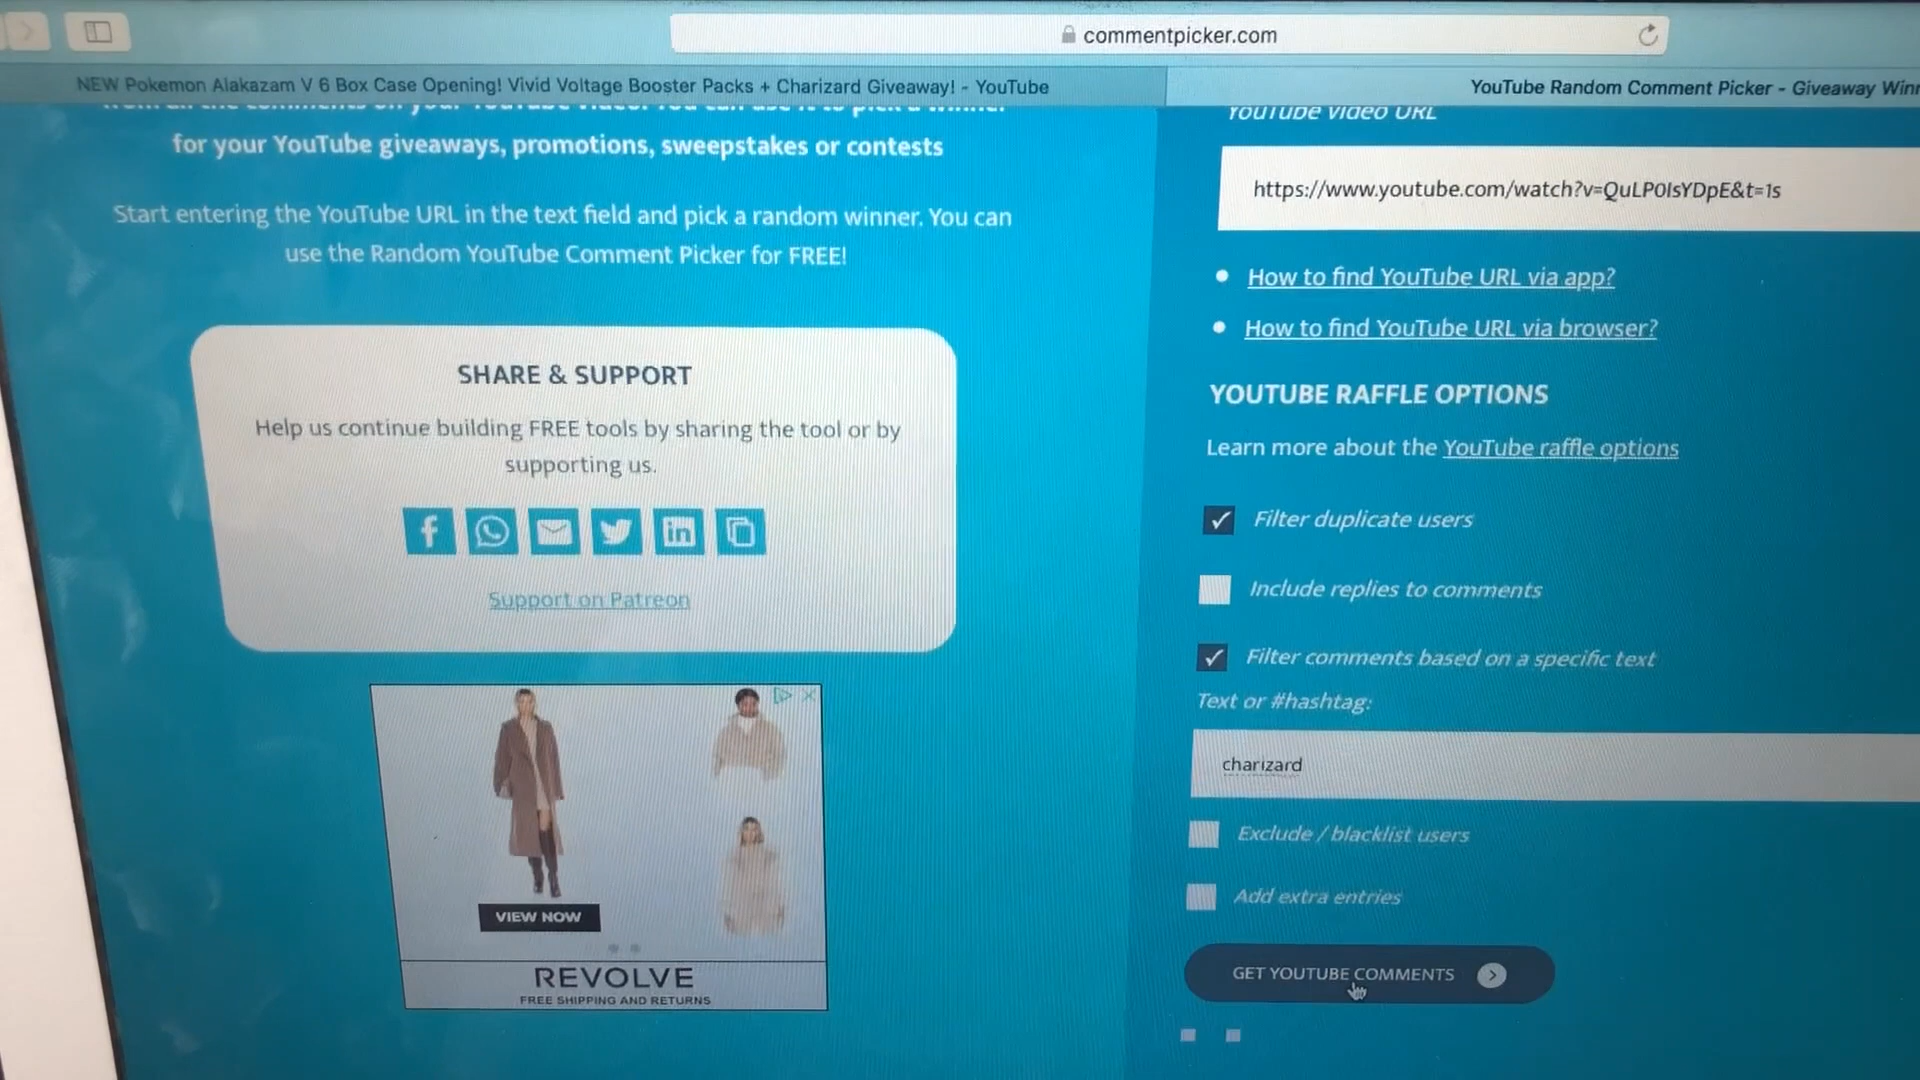 commentpicker.com
NEW Pokemon Alakazam V 6 Box Case Opening! Vivid Voltage Booster Packs + Charizard Giveaway! - YouTube
YouTube Random Comment Picker - Giveaway Winn
for your YouTube giveaways, promotions, sweepstakes or contests
Start entering the YouTube URL in the text field and pick a random winner. You can
use the Random YouTube Comment Picker for FREE!
SHARE & SUPPORT
Help us continue building FREE tools by sharing the tool or by
supporting us.
Support on Patreon
VIEW NOW
REVOLVE
FREE SHIPPING AND RETURNS
YouTube Video URL
https://www.youtube.com/watch?v=QuLP0IsYDpE&t=1s
How to find YouTube URL via app?
How to find YouTube URL via browser?
YOUTUBE RAFFLE OPTIONS
Learn more about the YouTube raffle options
Filter duplicate users
Include replies to comments
Filter comments based on a specific text
Text or #hashtag:
charizard
Exclude / blacklist users
Add extra entries
GET YOUTUBE COMMENTS